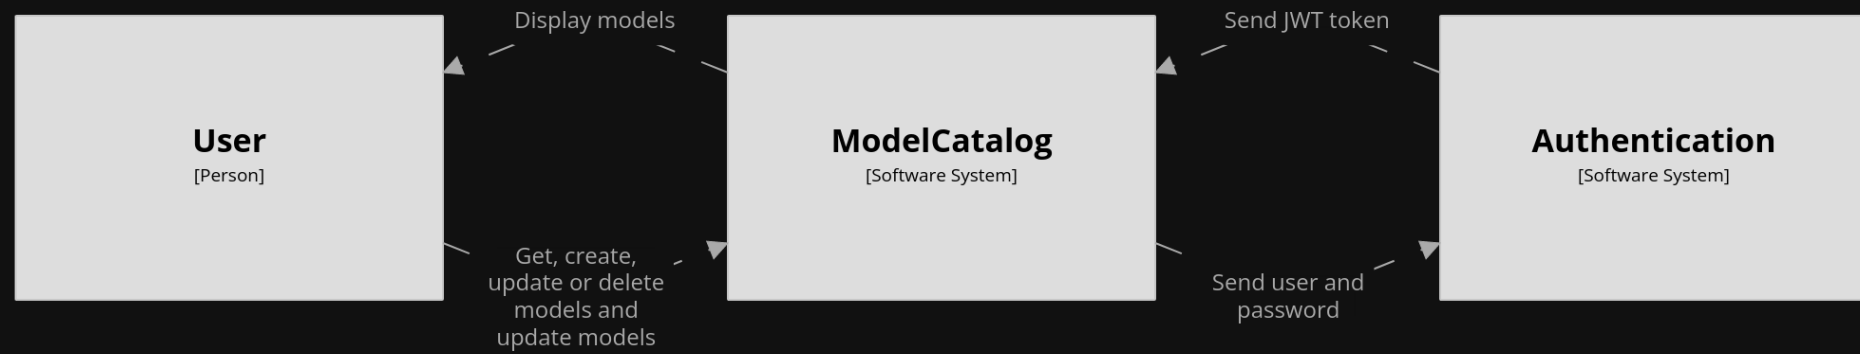 Display models
Send JWT token
User
[Person]
ModelCatalog
[Software System]
Authentication
[Software System]
Get, create,
update or delete
models and
update models
Send user and
password